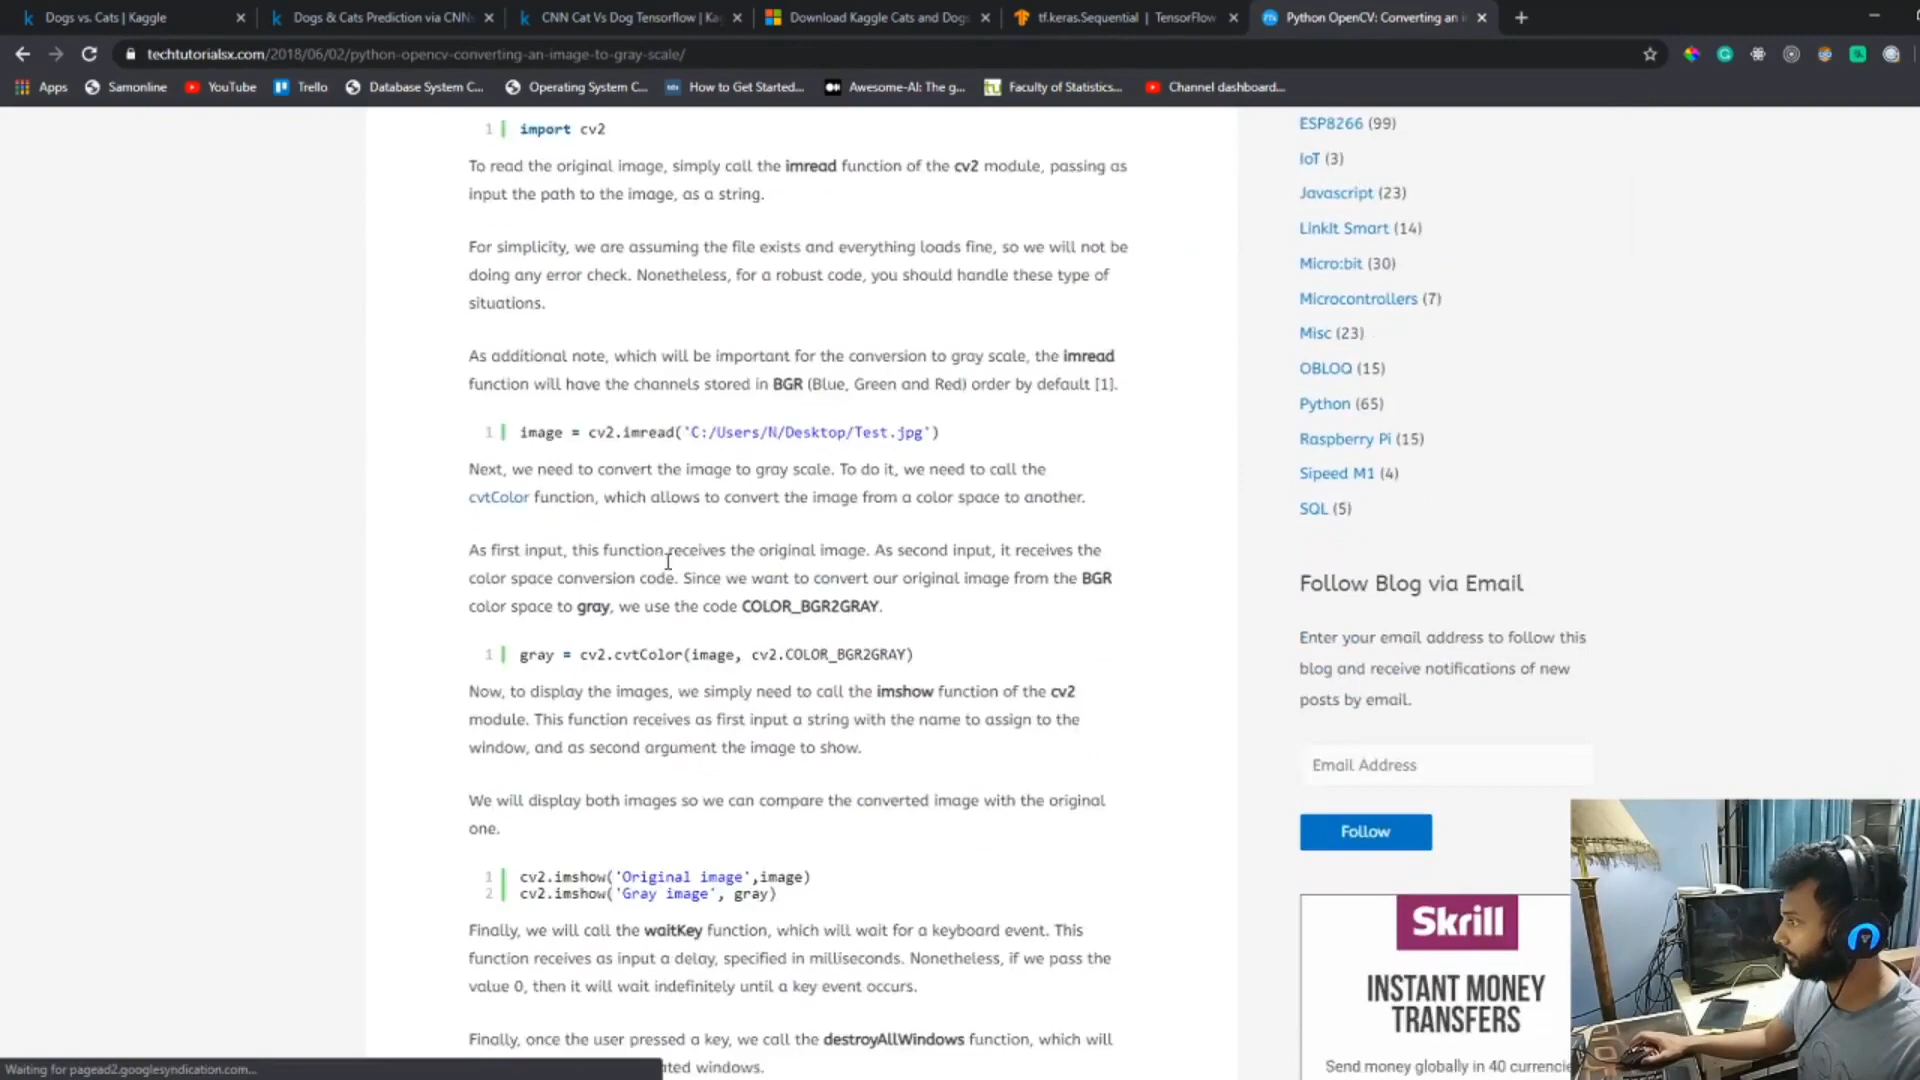 Dogs vs. Cats | Kaggle
Dogs & Cats Prediction via CNN
CNN Cat Vs Dog Tensorflow | Ka
Download Kaggle Cats and Dogs
tf.keras.Sequential | TensorFlow
Python OpenCV: Converting an i
techtutorialsx.com/2018/06/02/python-opencv-converting-an-image-to-gray-scale/
Apps
Samonline
YouTube
Trello
Database System C...
Operating System C...
How to Get Started...
Awesome-AI: The g...
Faculty of Statistics...
Channel dashboard...
1 import cv2
To read the original image, simply call the imread function of the cv2 module, passing as
input the path to the image, as a string.
For simplicity, we are assuming the file exists and everything loads fine, so we will not be
doing any error check. Nonetheless, for a robust code, you should handle these type of
situations.
As additional note, which will be important for the conversion to gray scale, the imread
function will have the channels stored in BGR (Blue, Green and Red) order by default [1].
1 image = cv2.imread('C:/Users/N/Desktop/Test.jpg')
Next, we need to convert the image to gray scale. To do it, we need to call the
cvtColor function, which allows to convert the image from a color space to another.
As first input, this function receives the original image. As second input, it receives the
color space conversion code. Since we want to convert our original image from the BGR
color space to gray, we use the code COLOR_BGR2GRAY.
1 gray = cv2.cvtColor(image, cv2.COLOR_BGR2GRAY)
Now, to display the images, we simply need to call the imshow function of the cv2
module. This function receives as first input a string with the name to assign to the
window, and as second argument the image to show.
We will display both images so we can compare the converted image with the original
one.
1 cv2.imshow('Original image',image)
2 cv2.imshow('Gray image', gray)
Finally, we will call the waitKey function, which will wait for a keyboard event. This
function receives as input a delay, specified in milliseconds. Nonetheless, if we pass the
value 0, then it will wait indefinitely until a key event occurs.
Finally, once the user pressed a key, we call the destroyAllWindows function, which will
ated windows.
Waiting for pagead2.googlesyndication.com...
ESP8266 (99)
IoT (3)
Javascript (23)
LinkIt Smart (14)
Micro:bit (30)
Microcontrollers (7)
Misc (23)
OBLOQ (15)
Python (65)
Raspberry Pi (15)
Sipeed M1 (4)
SQL (5)
Follow Blog via Email
Enter your email address to follow this
blog and receive notifications of new
posts by email.
Email Address
Follow
Skrill
INSTANT MONEY
TRANSFERS
Send money globally in 40 currencie